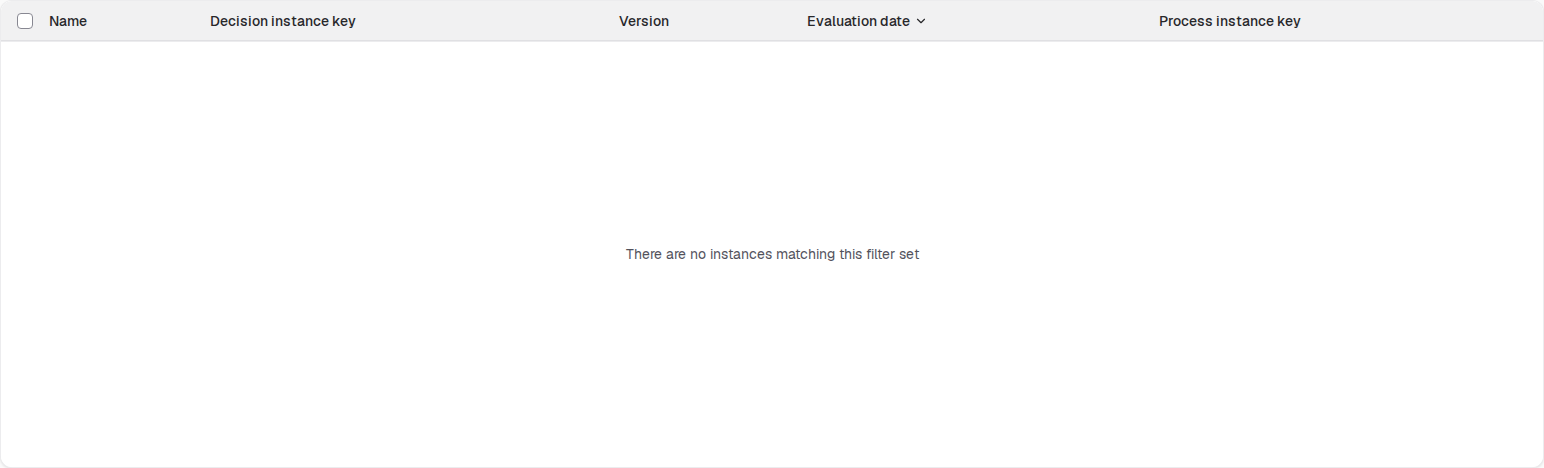 Name Decision instance key Version Evaluation date Process instance key
There are no instances matching this filter set